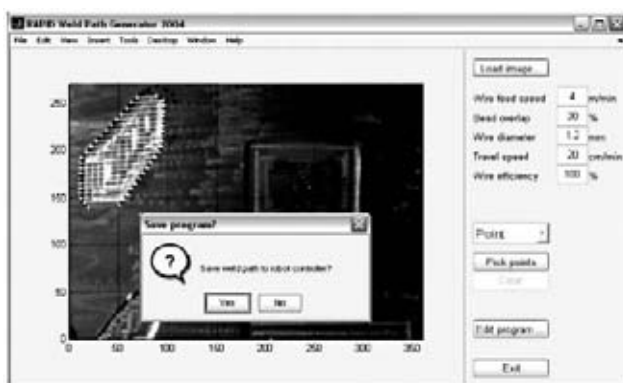 RAPID Weld Path Generator 2004
File Edit View Insert Tools Desktop Window Help
Load image...
Wire feed speed 4 m/min
Bead overlap 30 %
Wire diameter 1.2 mm
Travel speed 20 cm/min
Wire efficiency 100 %
Point
Pick points
Clear
Edit program...
Exit
250
200
150
100
50
0
0 50 100 150 200 250 300 350
Save program?
?
Save weld path to robot controller?
Yes No